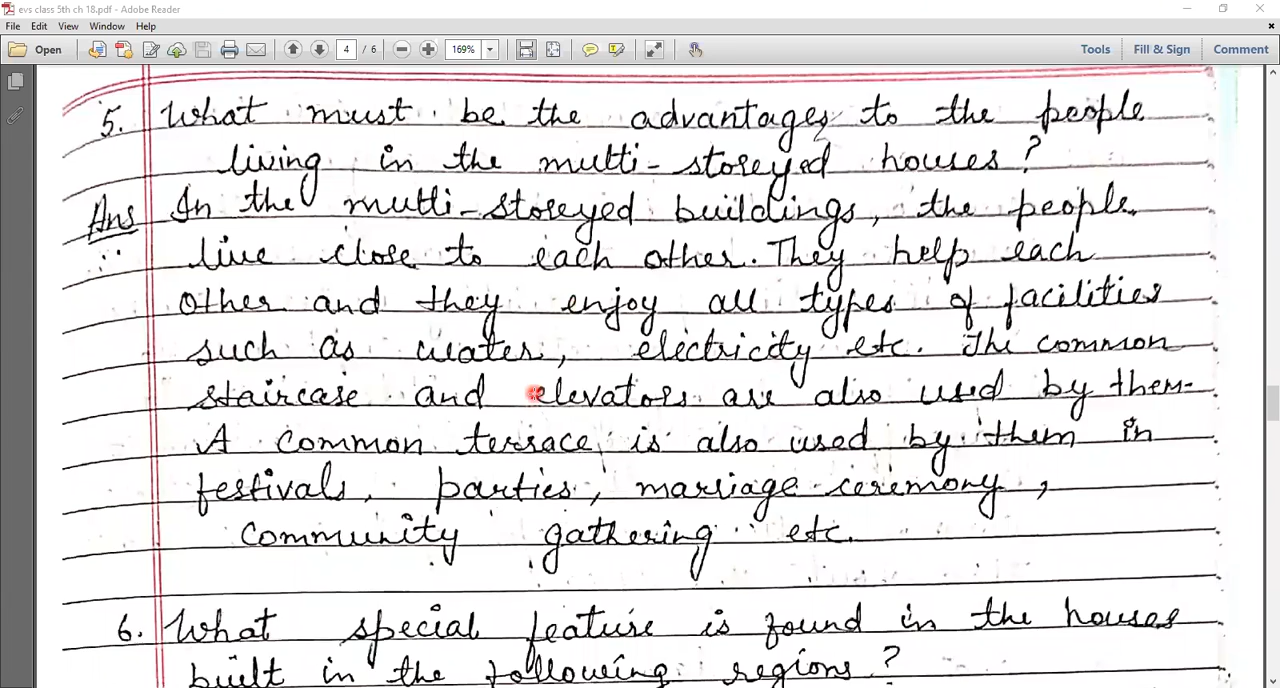 evs class 5th ch 18.pdf - Adobe Reader
File Edit View Window Help
Open 4 / 6 169% Tools Fill & Sign Comment
5. What must be the advantages to the people
living in the multi-storeyed houses?
Ans In the multi-storeyed buildings, the people
live close to each other. They help each
other and they enjoy all types of facilities
such as water, electricity etc. The common
staircase and elevators are also used by them.
A common terrace is also used by them in
festivals, parties, marriage ceremony,
community gathering etc.
6. What special feature is found in the houses
built in the following regions?